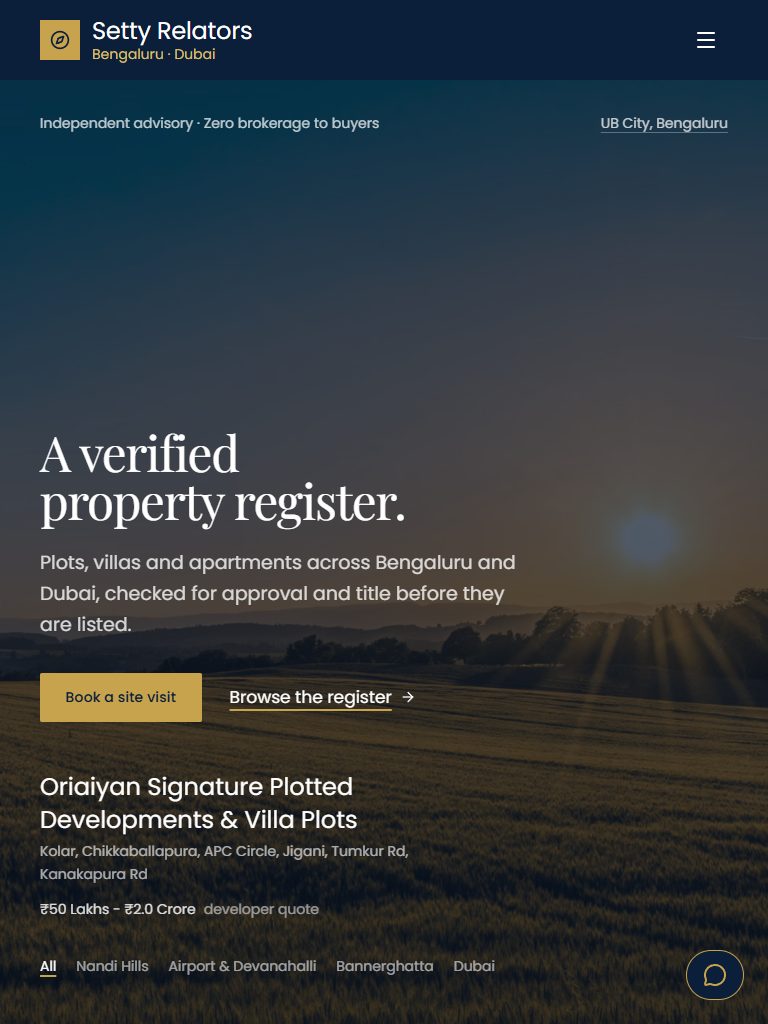 Setty Relators
Bengaluru · Dubai
Independent advisory · Zero brokerage to buyers
UB City, Bengaluru
A verified
property register.
Plots, villas and apartments across Bengaluru and
Dubai, checked for approval and title before they
are listed.
Book a site visit
Browse the register →
Oriaiyan Signature Plotted
Developments & Villa Plots
Kolar, Chikkaballapura, APC Circle, Jigani, Tumkur Rd,
Kanakapura Rd
₹50 Lakhs - ₹2.0 Crore developer quote
All Nandi Hills Airport & Devanahalli Bannerghatta Dubai